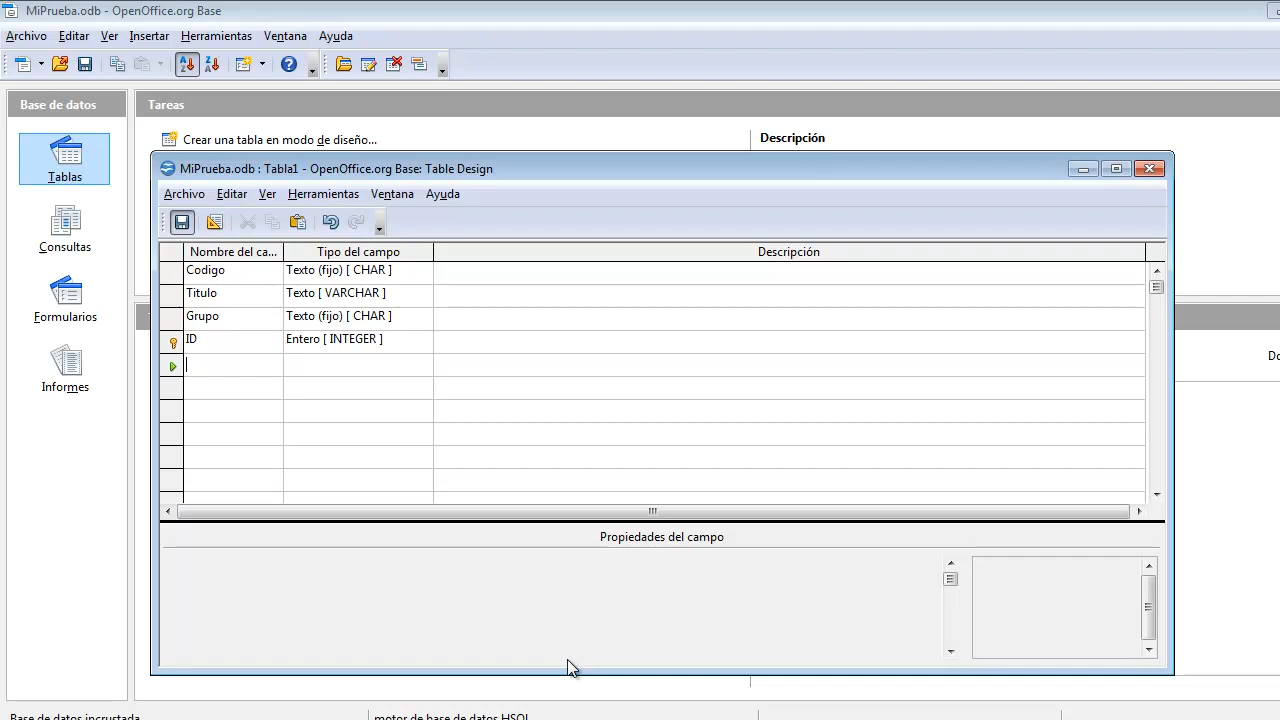 MiPrueba.odb - OpenOffice.org Base
Archivo Editar Ver Insertar Herramientas Ventana Ayuda
Base de datos
Tareas
Tablas
Consultas
Formularios
Informes
Crear una tabla en modo de diseño...
Descripción
MiPrueba.odb : Tabla1 - OpenOffice.org Base: Table Design
Archivo Editar Ver Herramientas Ventana Ayuda
Nombre del ca... Tipo del campo Descripción
Codigo Texto (fijo) [ CHAR ]
Titulo Texto [ VARCHAR ]
Grupo Texto (fijo) [ CHAR ]
ID Entero [ INTEGER ]
Propiedades del campo
Base de datos incrustada motor de base de datos HSQL